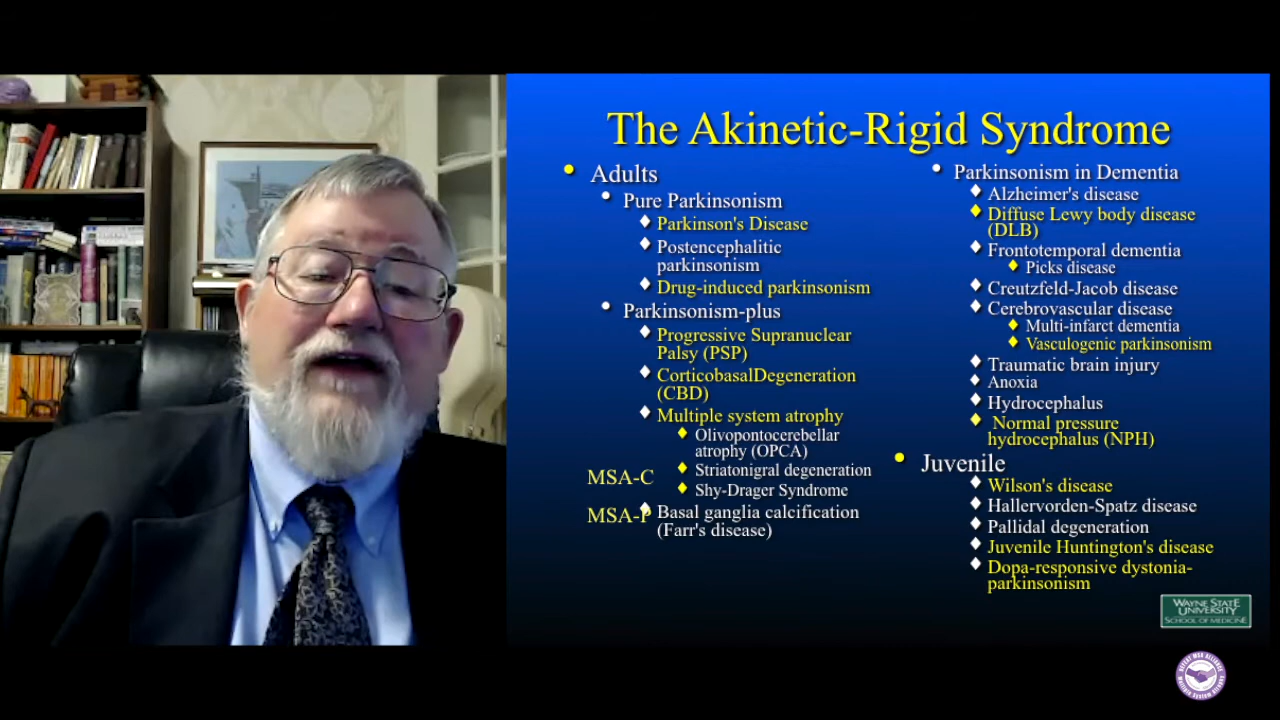 The Akinetic-Rigid Syndrome
Adults
Pure Parkinsonism
Parkinson's Disease
Postencephalitic
parkinsonism
Drug-induced parkinsonism
Parkinsonism-plus
Progressive Supranuclear
Palsy (PSP)
CorticobasalDegeneration
(CBD)
Multiple system atrophy
Olivopontocerebellar
atrophy (OPCA)
MSA-C
Striatonigral degeneration
Shy-Drager Syndrome
MSA-P
Basal ganglia calcification
(Farr's disease)
Parkinsonism in Dementia
Alzheimer's disease
Diffuse Lewy body disease
(DLB)
Frontotemporal dementia
Picks disease
Creutzfeld-Jacob disease
Cerebrovascular disease
Multi-infarct dementia
Vasculogenic parkinsonism
Traumatic brain injury
Anoxia
Hydrocephalus
Normal pressure
hydrocephalus (NPH)
Juvenile
Wilson's disease
Hallervorden-Spatz disease
Pallidal degeneration
Juvenile Huntington's disease
Dopa-responsive dystonia-
parkinsonism
WAYNE STATE
UNIVERSITY
SCHOOL OF MEDICINE